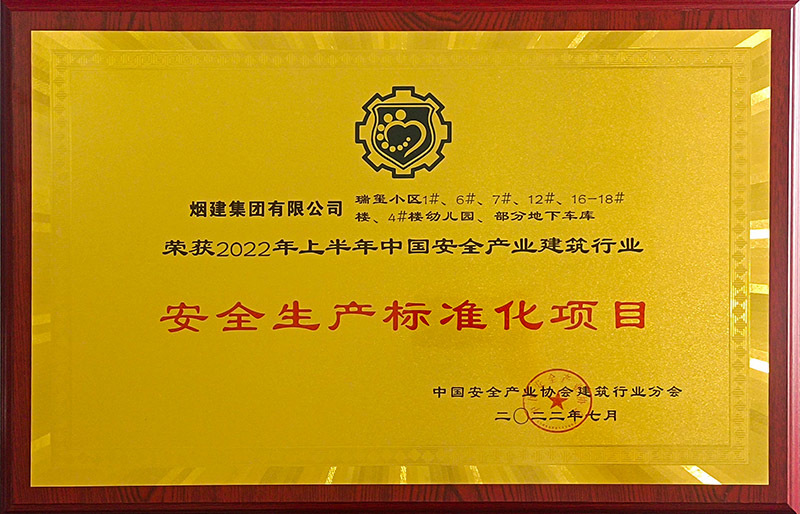 烟建集团有限公司
瑞玺小区1#、6#、7#、12#、16-18#
楼、4#楼幼儿园、部分地下车库
荣获2022年上半年中国安全产业建筑行业
安全生产标准化项目
中国安全产业协会建筑行业分会
二〇二二年七月